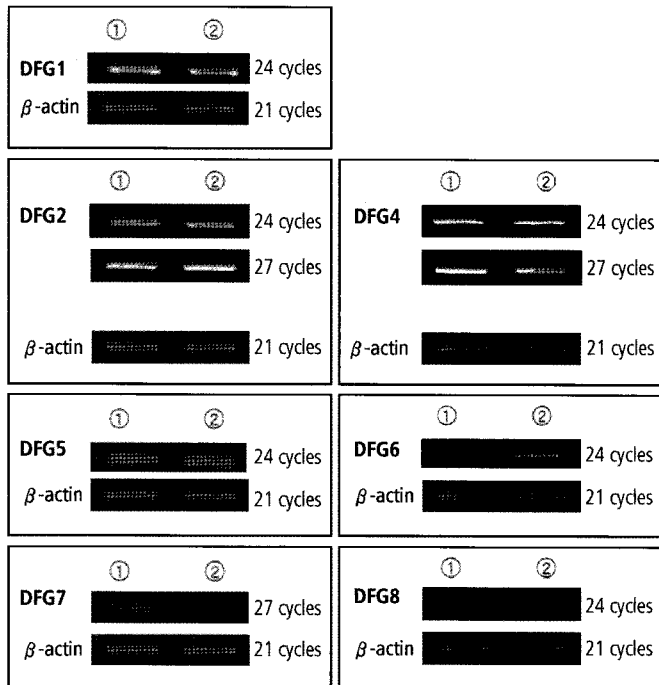 ① ②
DFG1 24 cycles
β-actin 21 cycles
① ②
DFG2 24 cycles
27 cycles
β-actin 21 cycles
① ②
DFG4 24 cycles
27 cycles
β-actin 21 cycles
① ②
DFG5 24 cycles
β-actin 21 cycles
① ②
DFG6 24 cycles
β-actin 21 cycles
① ②
DFG7 27 cycles
β-actin 21 cycles
① ②
DFG8 24 cycles
β-actin 21 cycles